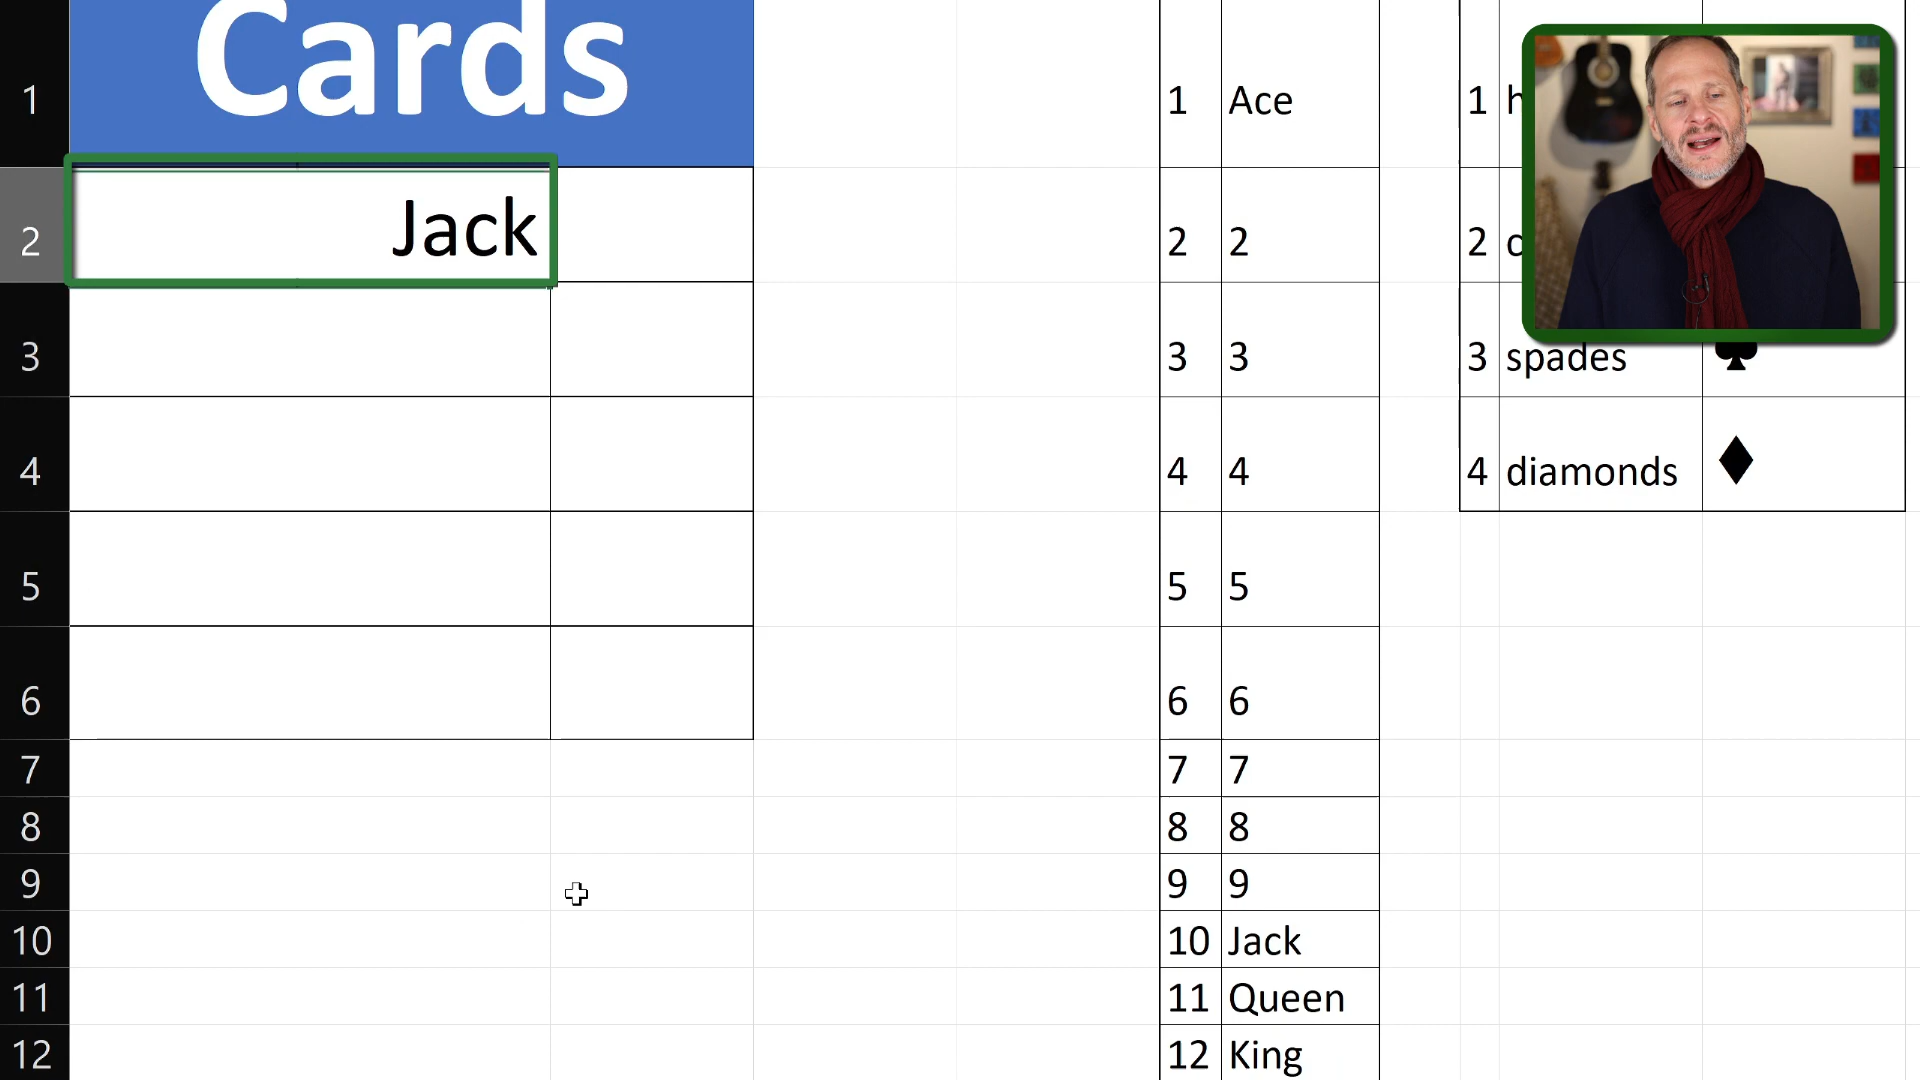 Cards
1 1 Ace 1 h
2 Jack 2 2 2 c
3 3 3 3 spades ♠
4 4 4 4 diamonds ♦
5 5 5
6 6 6
7 7 7
8 8 8
9 9 9
10 10 Jack
11 11 Queen
12 12 King